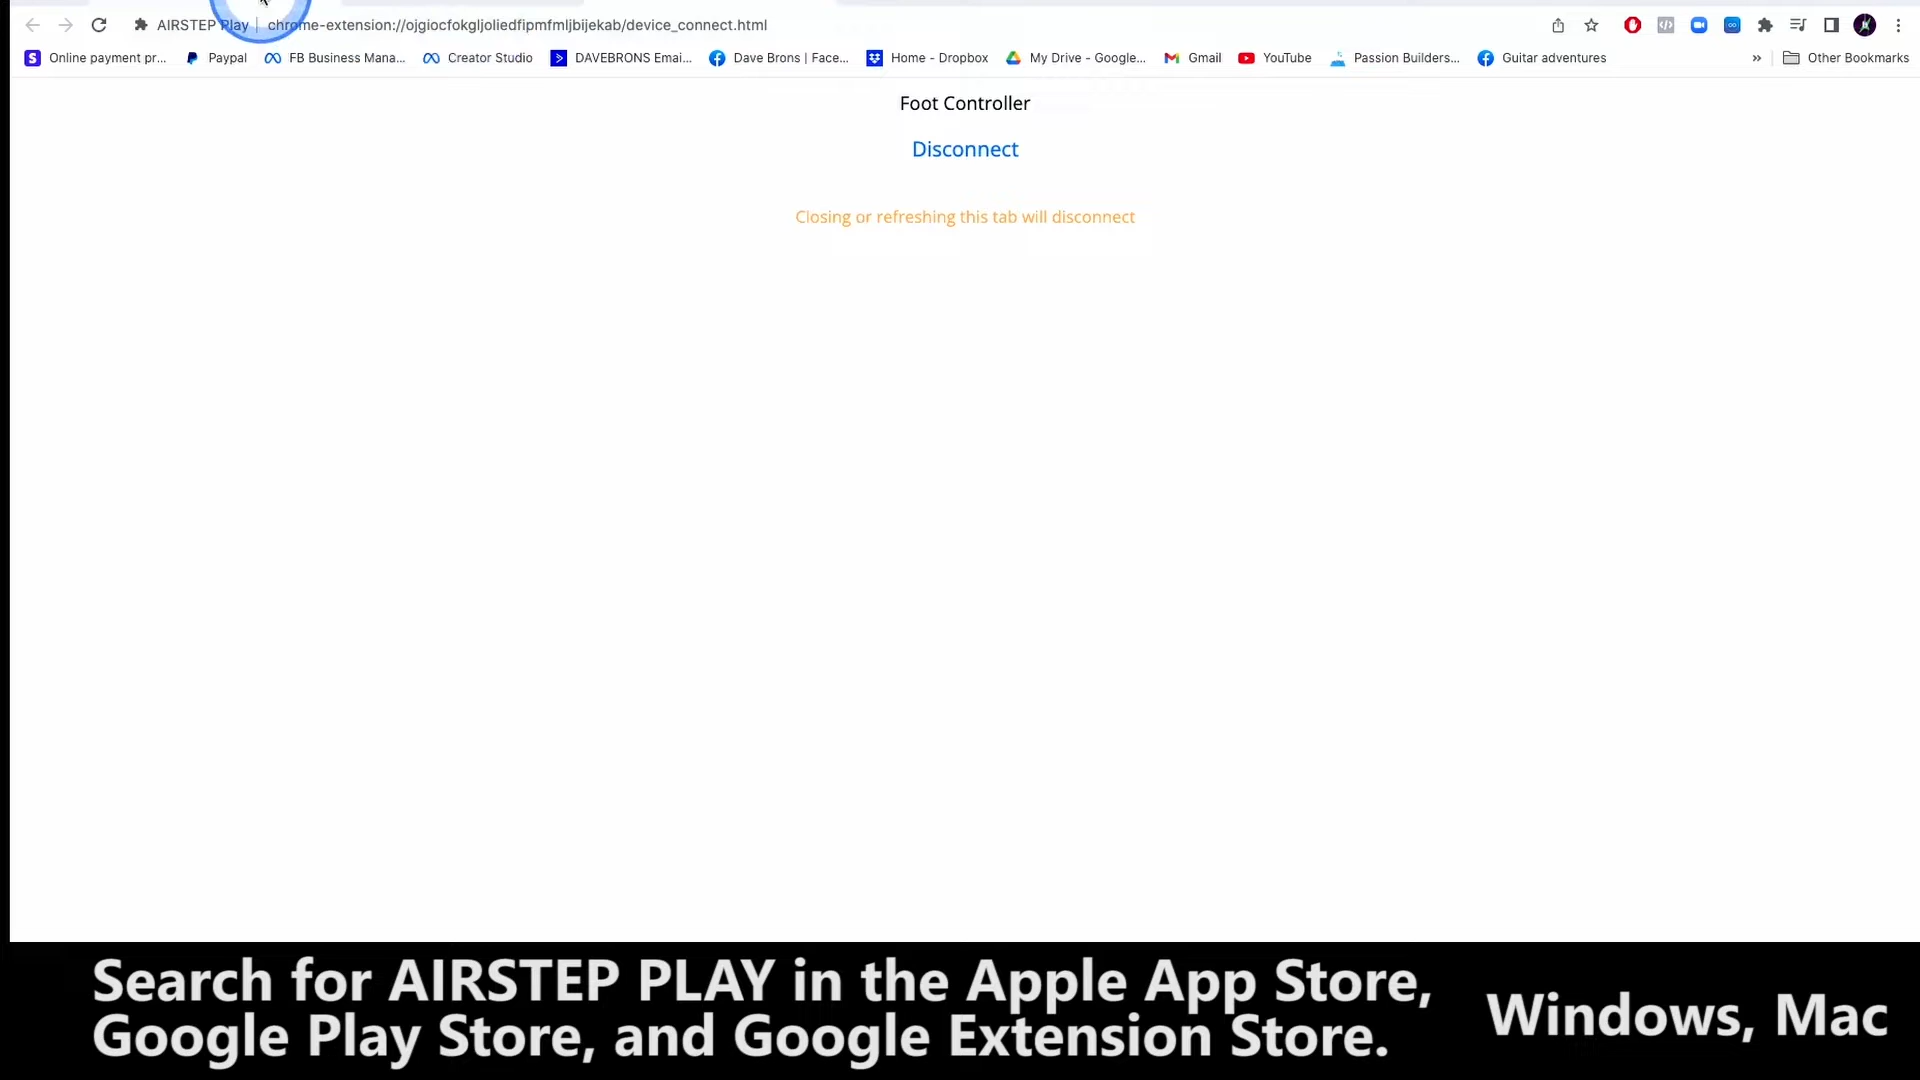 AIRSTEP Play | chrome-extension://ojgiocfokgljoliedfipmfmljbijekab/device_connect.html
Online payment pr... Paypal FB Business Mana... Creator Studio DAVEBRONS Emai... Dave Brons | Face... Home - Dropbox My Drive - Google... Gmail YouTube Passion Builders... Guitar adventures » Other Bookmarks
Foot Controller
Disconnect
Closing or refreshing this tab will disconnect
Search for AIRSTEP PLAY in the Apple App Store,
Google Play Store, and Google Extension Store.
Windows, Mac